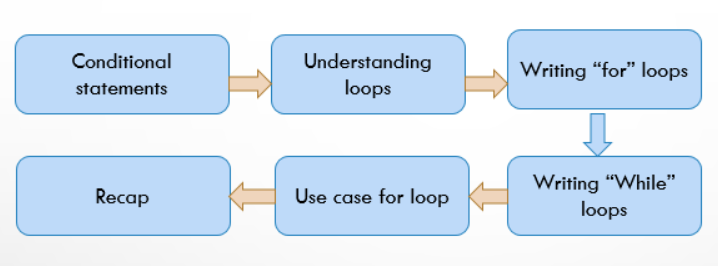 Conditional
statements
Understanding
loops
Writing “for” loops
Writing “While”
loops
Use case for loop
Recap